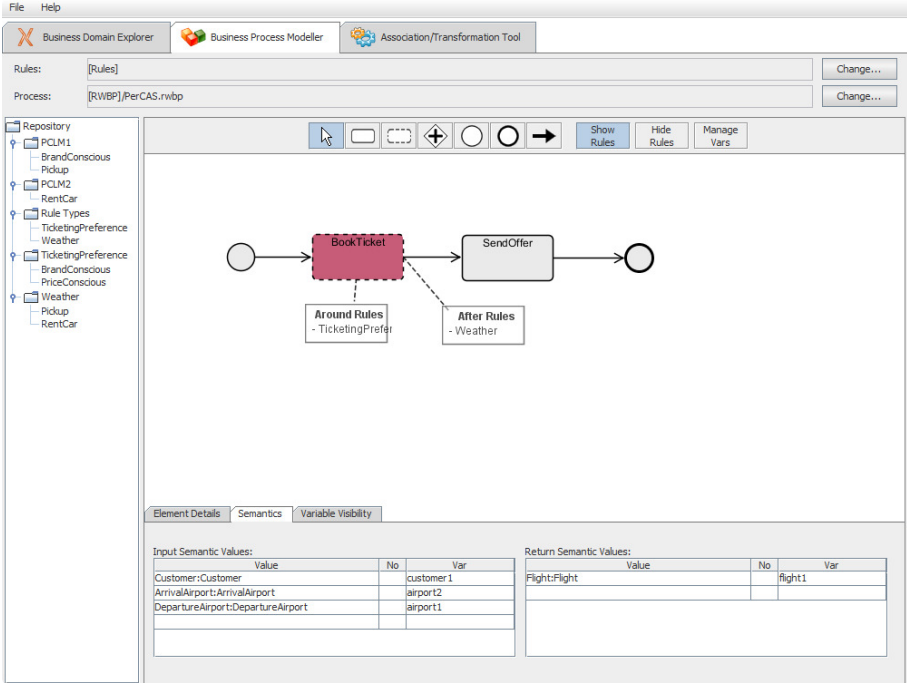 File Help
Business Domain Explorer Business Process Modeller Association/Transformation Tool
Rules: [Rules] Change...
Process: [RWBP]/PerCAS.rwbp Change...
Repository
PCLM1
BrandConscious
Pickup
PCLM2
RentCar
Rule Types
TicketingPreference
Weather
TicketingPreference
BrandConscious
PriceConscious
Weather
Pickup
RentCar
Show
Rules
Hide
Rules
Manage
Vars
BookTicket
SendOffer
Around Rules
- TicketingPrefer
After Rules
- Weather
Element Details Semantics Variable Visibility
Input Semantic Values:
Value No Var
Customer:Customer customer1
ArrivalAirport:ArrivalAirport airport2
DepartureAirport:DepartureAirport airport1
Return Semantic Values:
Value No Var
Flight:Flight flight1